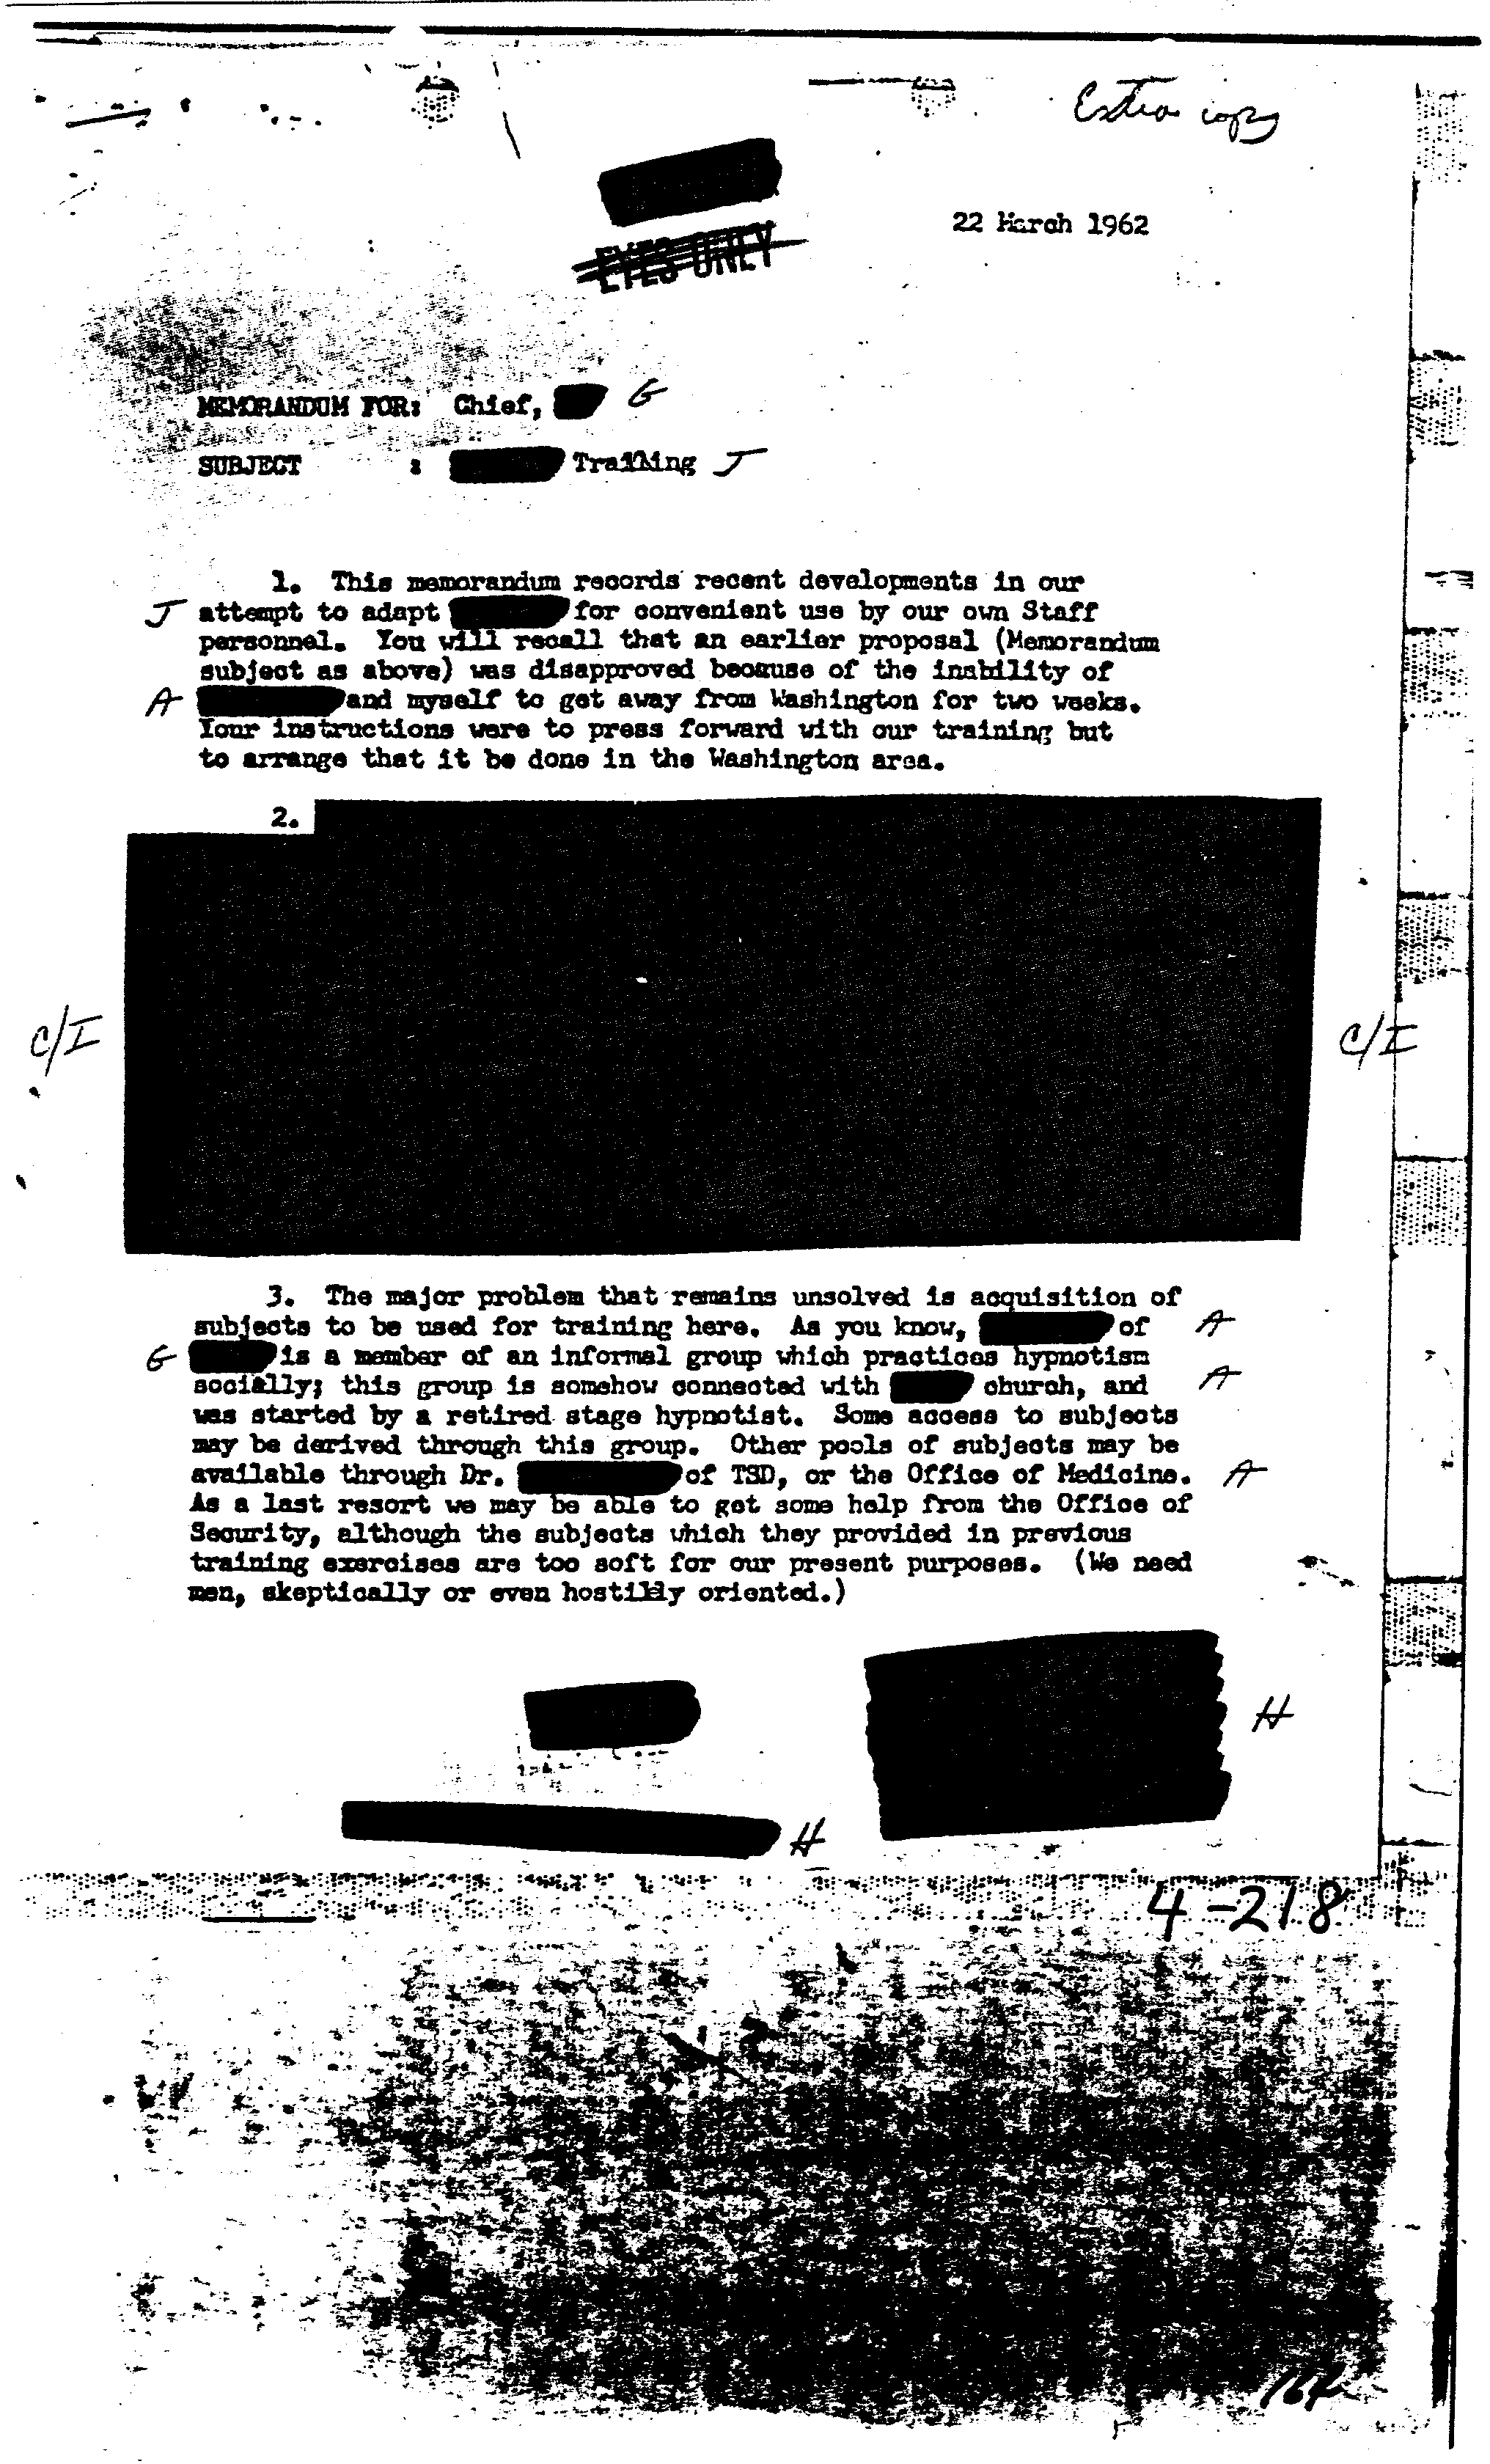 Extra copy
EYES ONLY
22 March 1962
MEMORANDUM FOR: Chief, G
SUBJECT : Training J
1. This memorandum records recent developments in our
J attempt to adapt for convenient use by our own Staff
personnel. You will recall that an earlier proposal (Memorandum
subject as above) was disapproved because of the inability of
A and myself to get away from Washington for two weeks.
Your instructions were to press forward with our training but
to arrange that it be done in the Washington area.
2.
C/I C/I
3. The major problem that remains unsolved is acquisition of
subjects to be used for training here. As you know, of A
G is a member of an informal group which practices hypnotism
socially; this group is somehow connected with church, and A
was started by a retired stage hypnotist. Some access to subjects
may be derived through this group. Other pools of subjects may be
available through Dr. of TSD, or the Office of Medicine. A
As a last resort we may be able to get some help from the Office of
Security, although the subjects which they provided in previous
training exercises are too soft for our present purposes. (We need
men, skeptically or even hostilly oriented.)
H
H
4-218
164